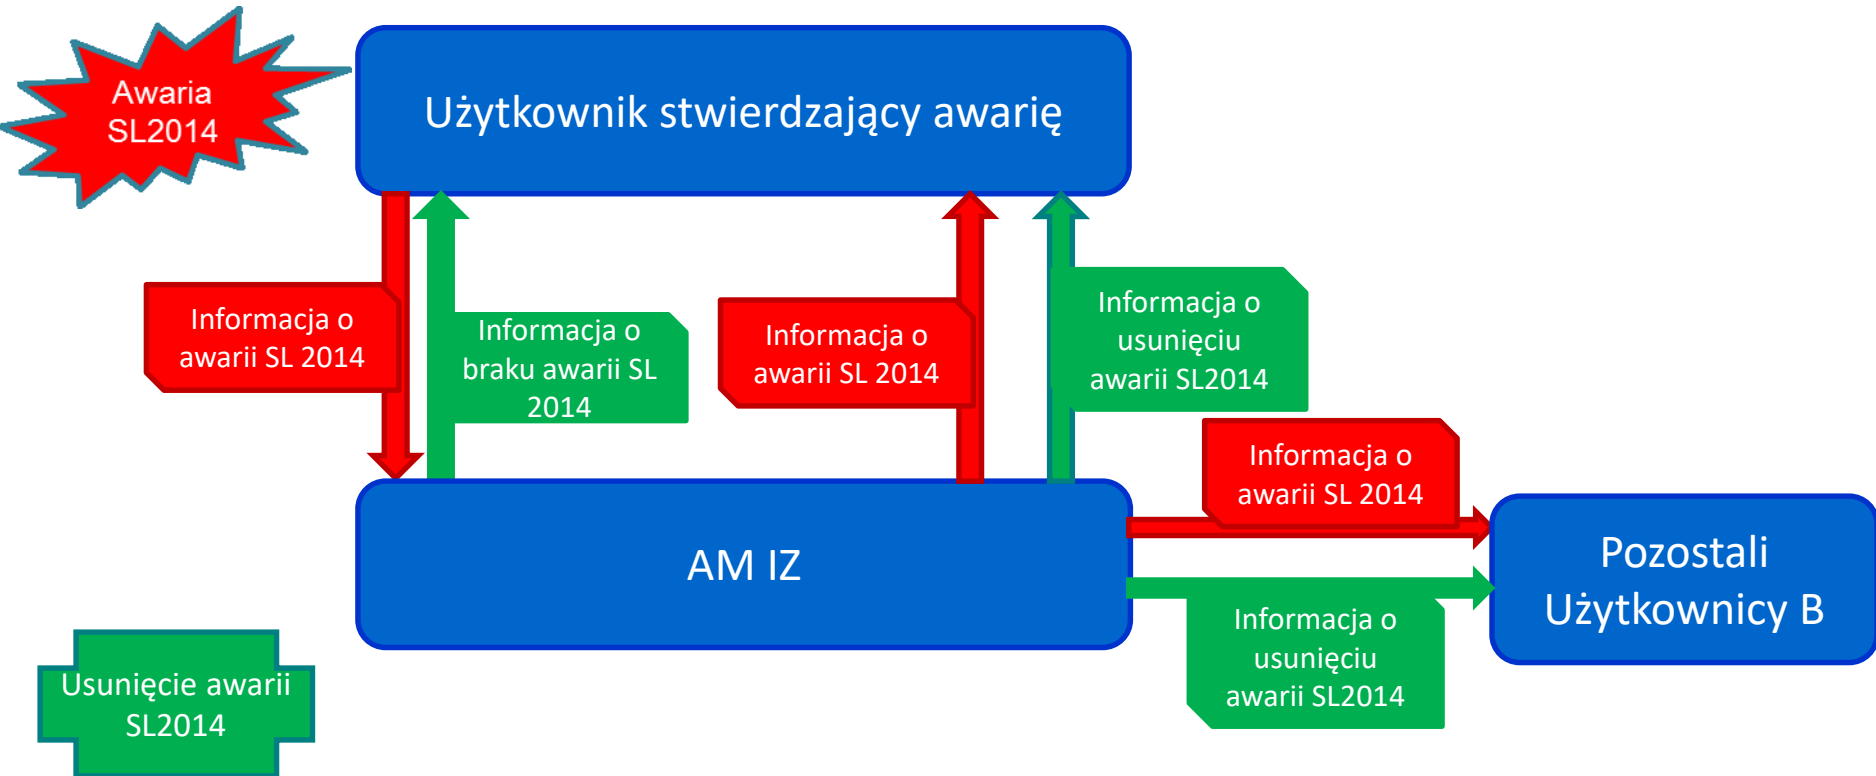 Awaria
SL2014
Użytkownik stwierdzający awarię
Informacja o
awarii SL 2014
Informacja o
braku awarii SL
2014
Informacja o
awarii SL 2014
Informacja o
usunięciu
awarii SL2014
Informacja o
awarii SL 2014
AM IZ
Pozostali
Użytkownicy B
Informacja o
usunięciu
awarii SL2014
Usunięcie awarii
SL2014